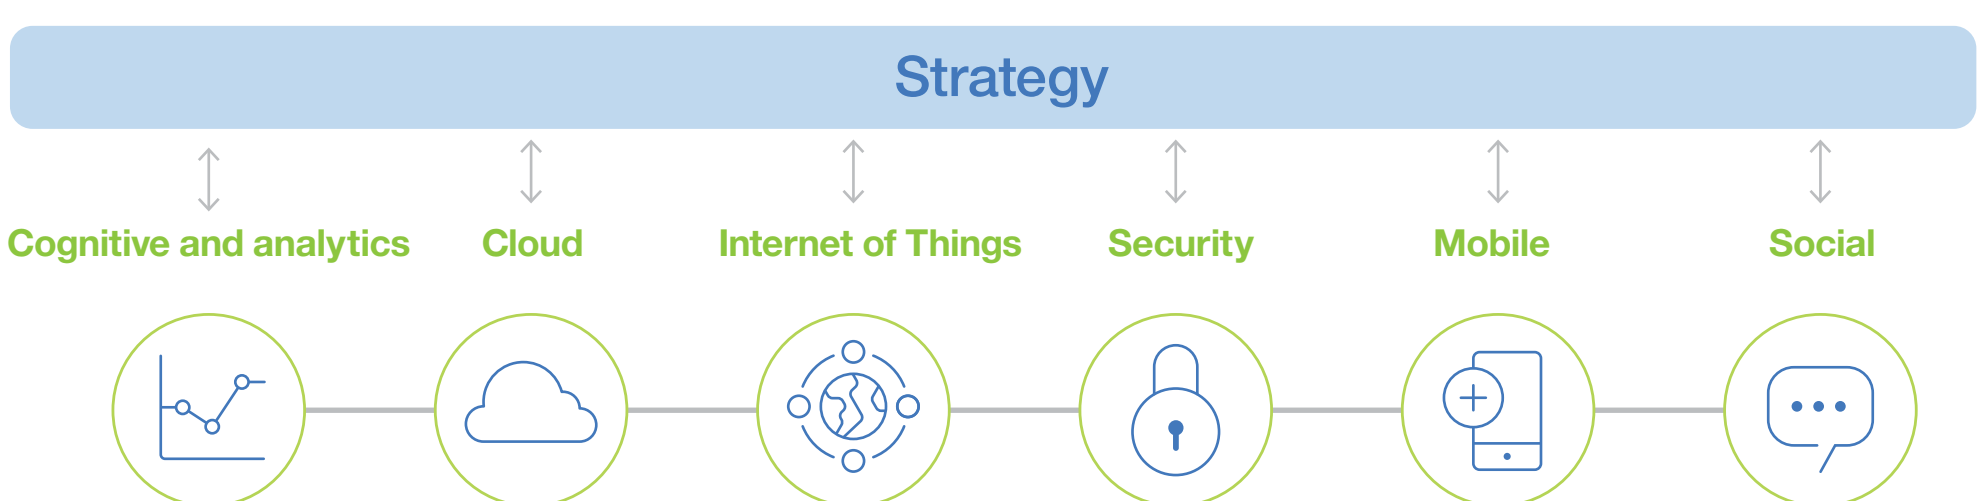 Strategy
Cognitive and analytics
Cloud
Internet of Things
Security
Mobile
Social